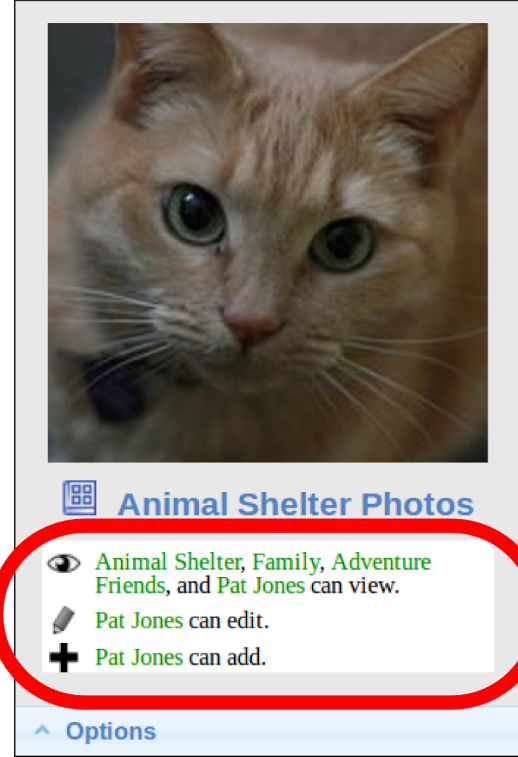 Animal Shelter Photos
Animal Shelter, Family, Adventure
Friends, and Pat Jones can view.
Pat Jones can edit.
Pat Jones can add.
Options